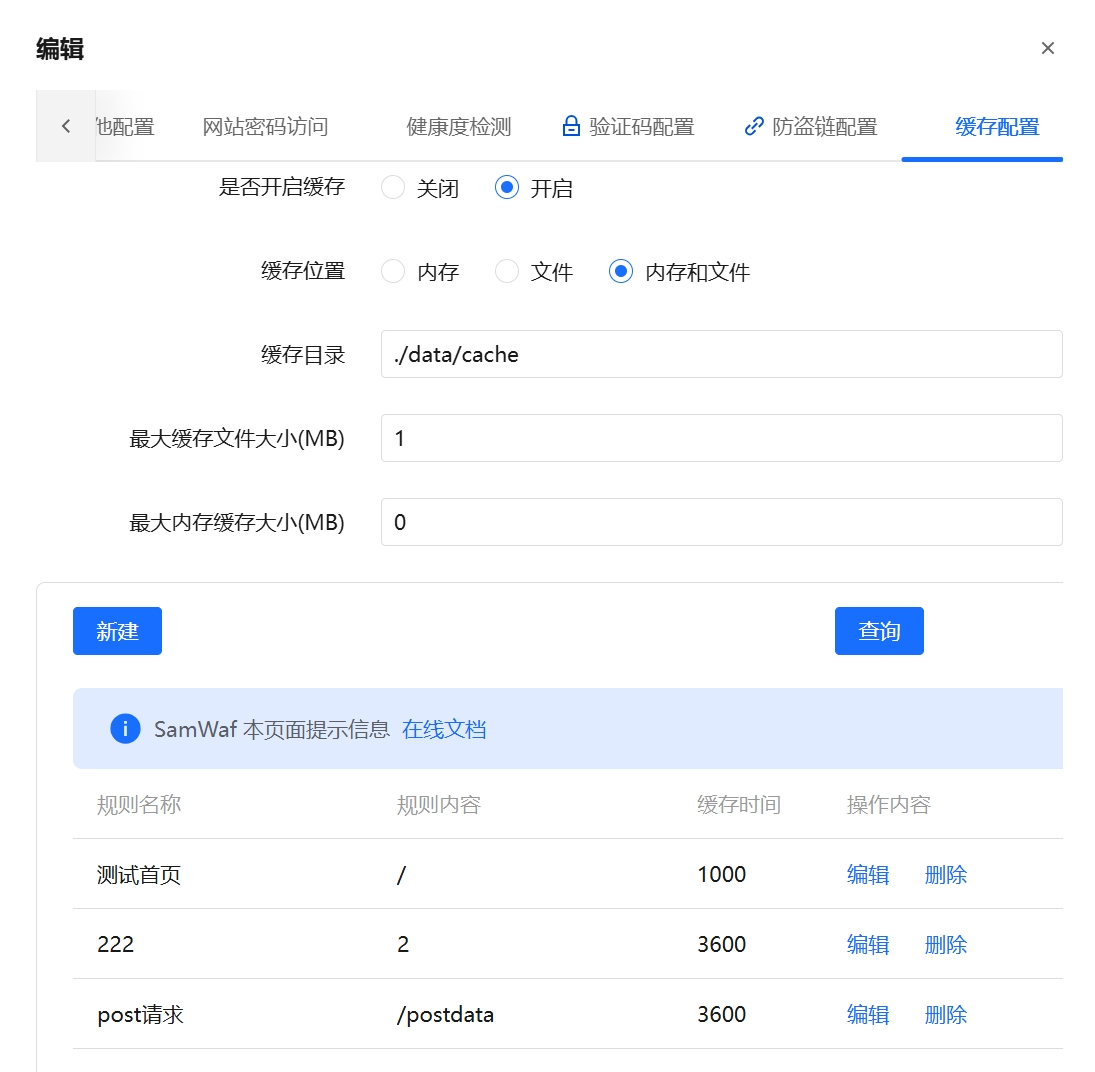 编辑
他配置 网站密码访问 健康度检测 验证码配置 防盗链配置 缓存配置
是否开启缓存 关闭 开启
缓存位置 内存 文件 内存和文件
缓存目录 ./data/cache
最大缓存文件大小(MB) 1
最大内存缓存大小(MB) 0
新建 查询
SamWaf 本页面提示信息 在线文档
规则名称 规则内容 缓存时间 操作内容
测试首页 / 1000 编辑 删除
222 2 3600 编辑 删除
post请求 /postdata 3600 编辑 删除